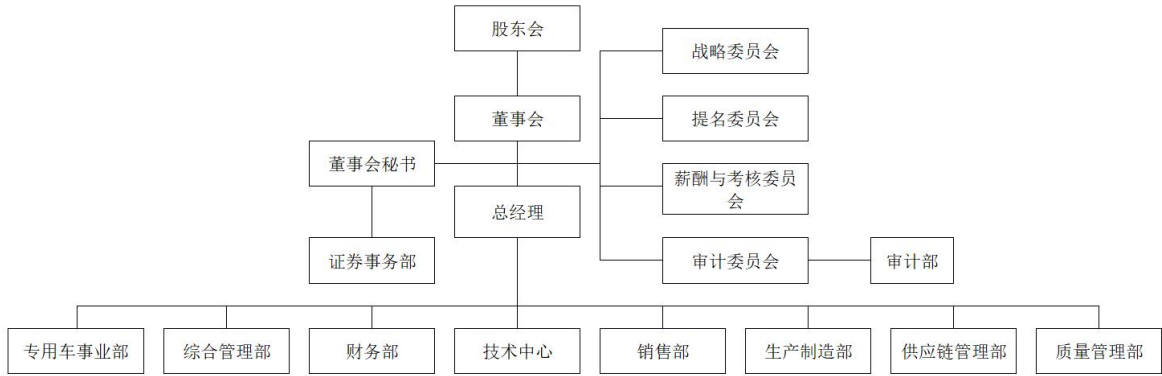 股东会
战略委员会
董事会
提名委员会
董事会秘书
薪酬与考核委员
会
总经理
证券事务部
审计委员会
审计部
专用车事业部
综合管理部
财务部
技术中心
销售部
生产制造部
供应链管理部
质量管理部